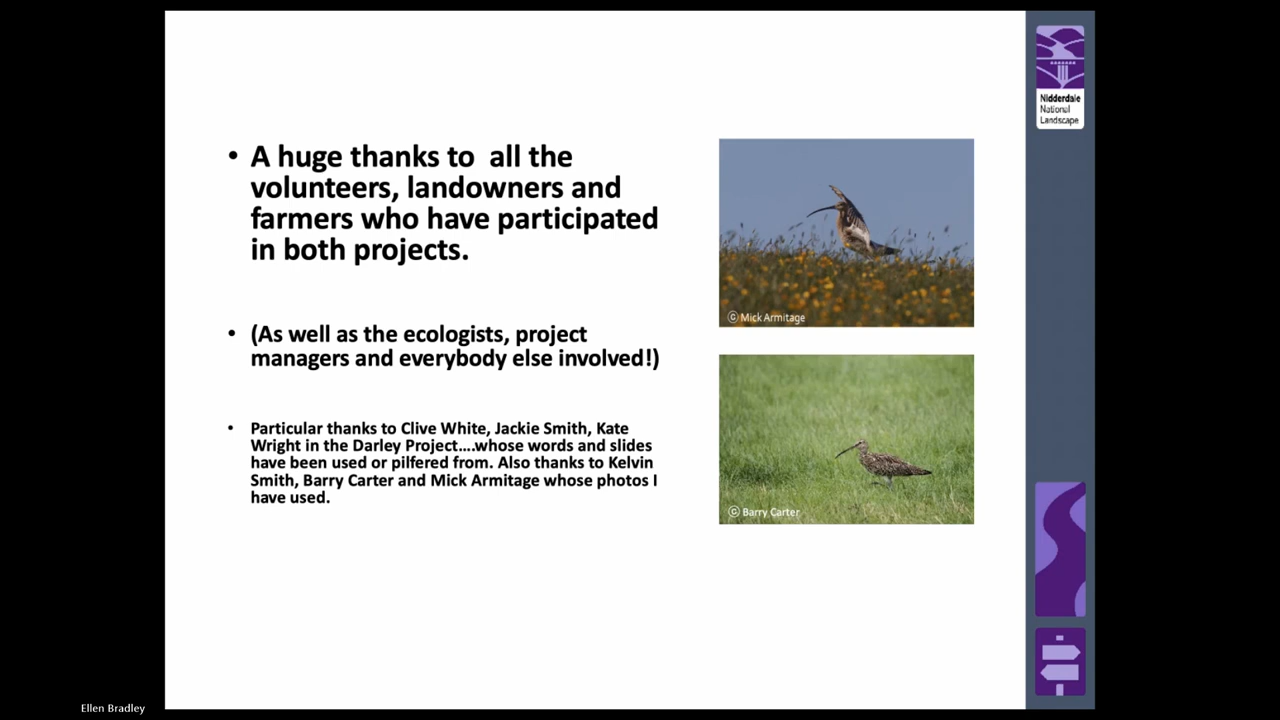 • A huge thanks to  all the
volunteers, landowners and
farmers who have participated
in both projects.
• (As well as the ecologists, project
managers and everybody else involved!)
• Particular thanks to Clive White, Jackie Smith, Kate
Wright in the Darley Project....whose words and slides
have been used or pilfered from. Also thanks to Kelvin
Smith, Barry Carter and Mick Armitage whose photos I
have used.
© Mick Armitage
© Barry Carter
Nidderdale
National
Landscape
Ellen Bradley